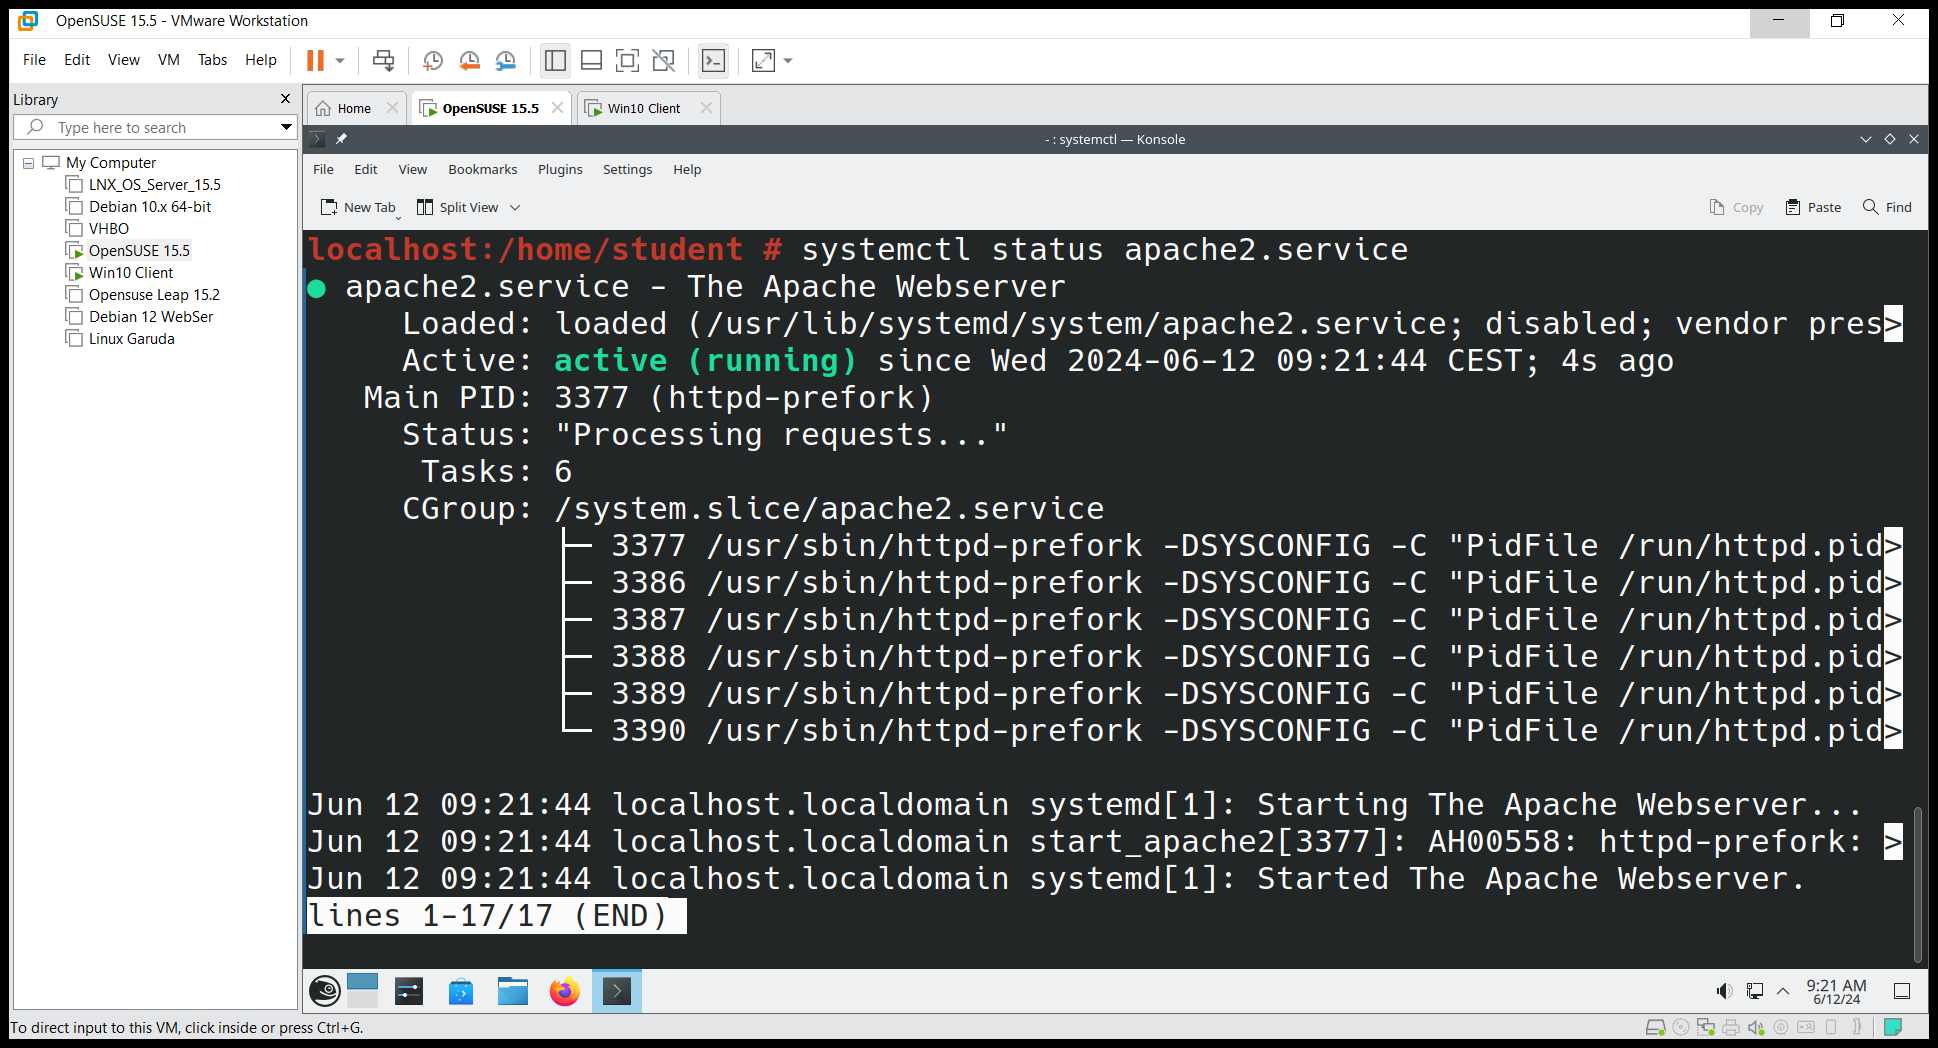 OpenSUSE 15.5 - VMware Workstation
File Edit View VM Tabs Help
Library
Type here to search
My Computer
LNX_OS_Server_15.5
Debian 10.x 64-bit
VHBO
OpenSUSE 15.5
Win10 Client
Opensuse Leap 15.2
Debian 12 WebSer
Linux Garuda
Home OpenSUSE 15.5 Win10 Client
- : systemctl — Konsole
File Edit View Bookmarks Plugins Settings Help
New Tab Split View Copy Paste Find
localhost:/home/student # systemctl status apache2.service
● apache2.service - The Apache Webserver
Loaded: loaded (/usr/lib/systemd/system/apache2.service; disabled; vendor pres>
Active: active (running) since Wed 2024-06-12 09:21:44 CEST; 4s ago
Main PID: 3377 (httpd-prefork)
Status: "Processing requests..."
Tasks: 6
CGroup: /system.slice/apache2.service
├─ 3377 /usr/sbin/httpd-prefork -DSYSCONFIG -C "PidFile /run/httpd.pid>
├─ 3386 /usr/sbin/httpd-prefork -DSYSCONFIG -C "PidFile /run/httpd.pid>
├─ 3387 /usr/sbin/httpd-prefork -DSYSCONFIG -C "PidFile /run/httpd.pid>
├─ 3388 /usr/sbin/httpd-prefork -DSYSCONFIG -C "PidFile /run/httpd.pid>
├─ 3389 /usr/sbin/httpd-prefork -DSYSCONFIG -C "PidFile /run/httpd.pid>
└─ 3390 /usr/sbin/httpd-prefork -DSYSCONFIG -C "PidFile /run/httpd.pid>
Jun 12 09:21:44 localhost.localdomain systemd[1]: Starting The Apache Webserver...
Jun 12 09:21:44 localhost.localdomain start_apache2[3377]: AH00558: httpd-prefork: >
Jun 12 09:21:44 localhost.localdomain systemd[1]: Started The Apache Webserver.
lines 1-17/17 (END)
9:21 AM
6/12/24
To direct input to this VM, click inside or press Ctrl+G.